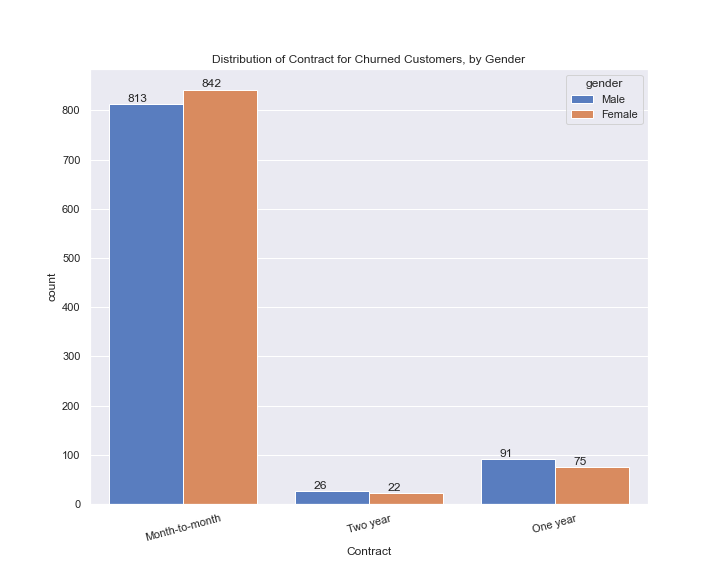 Distribution of Contract for Churned Customers, by Gender
gender
Male
Female
813
842
26
22
91
75
800
700
600
500
400
300
200
100
0
count
Month-to-month
Two year
One year
Contract